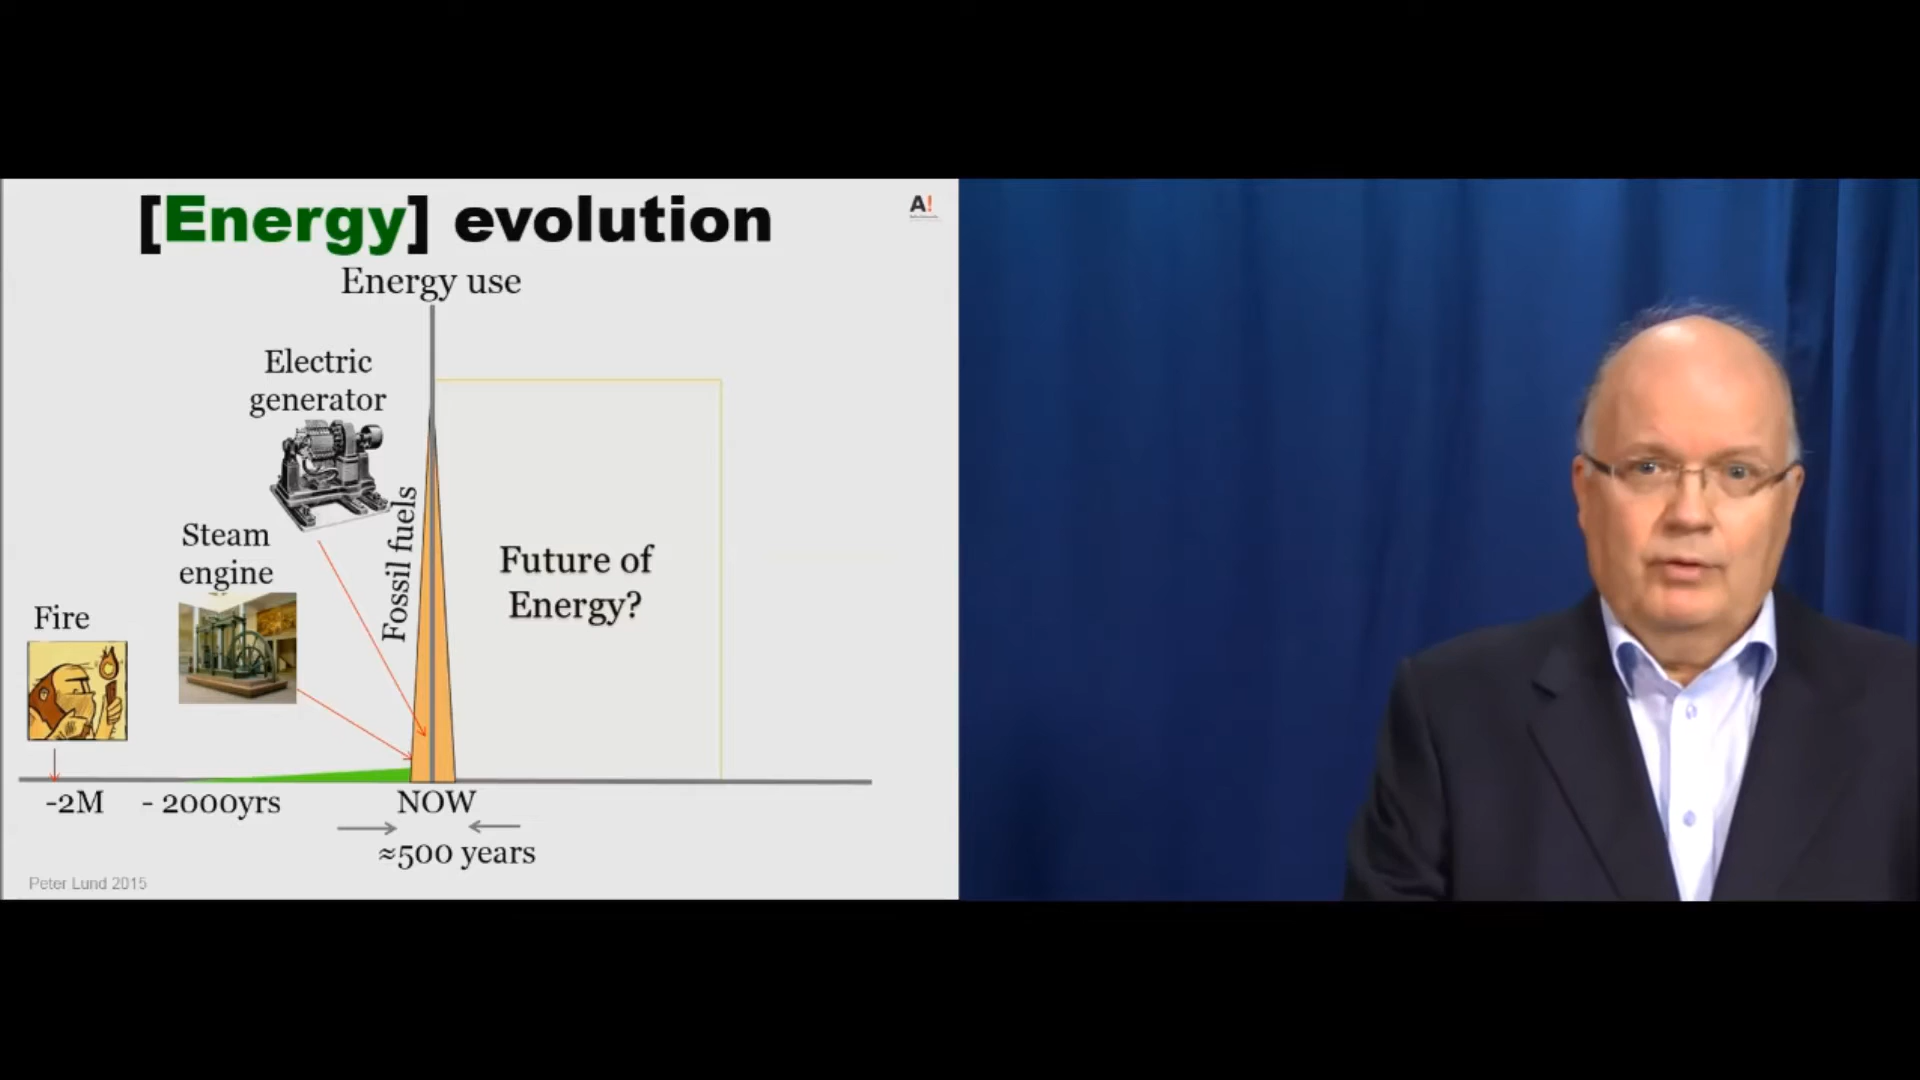 [Energy] evolution
A!
Energy use
Electric
generator
Fossil fuels
Steam
engine
Fire
Future of
Energy?
-2M
- 2000yrs
NOW
≈500 years
Peter Lund 2015